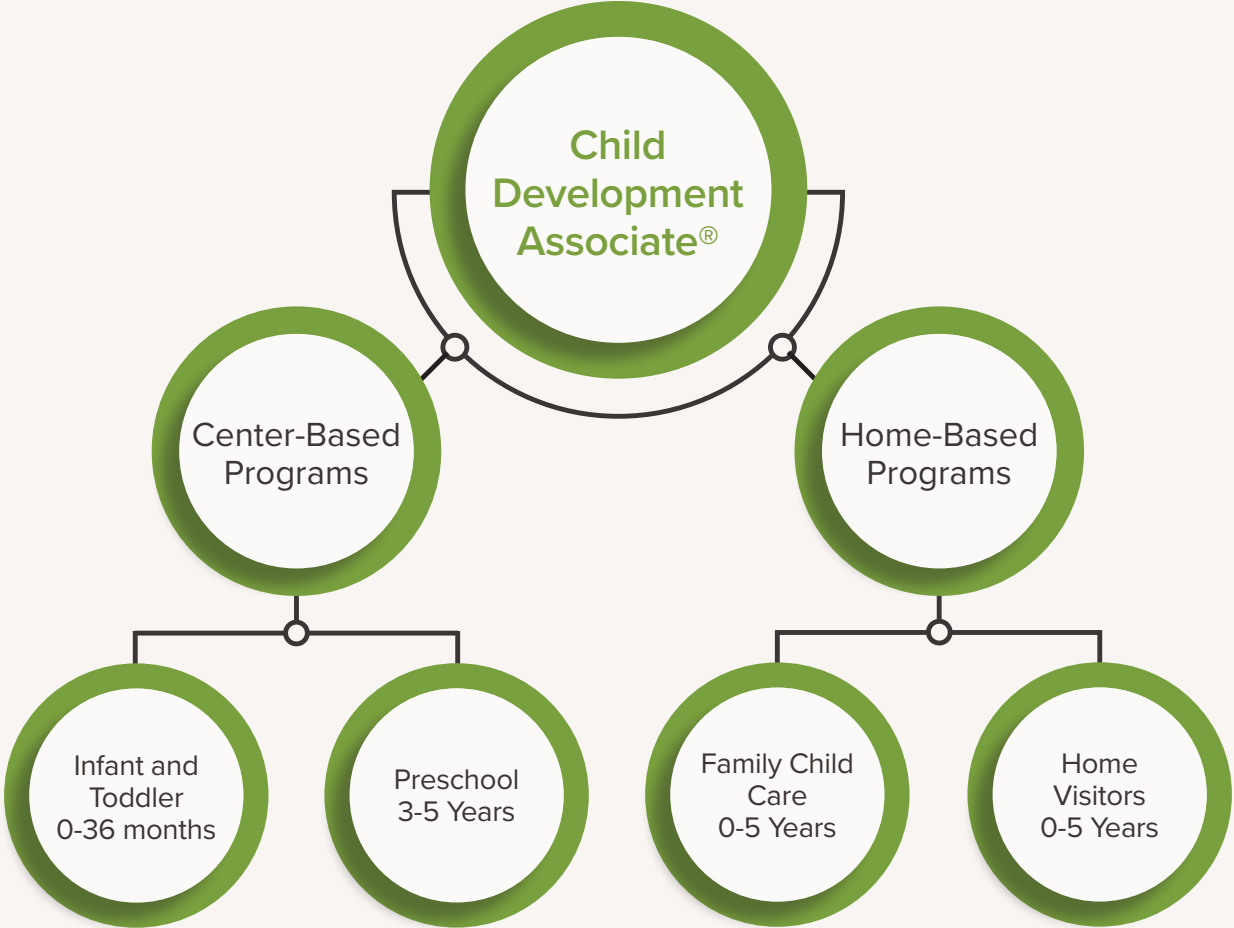 Child
Development
Associate®
Center-Based
Programs
Home-Based
Programs
Infant and
Toddler
0-36 months
Preschool
3-5 Years
Family Child
Care
0-5 Years
Home
Visitors
0-5 Years